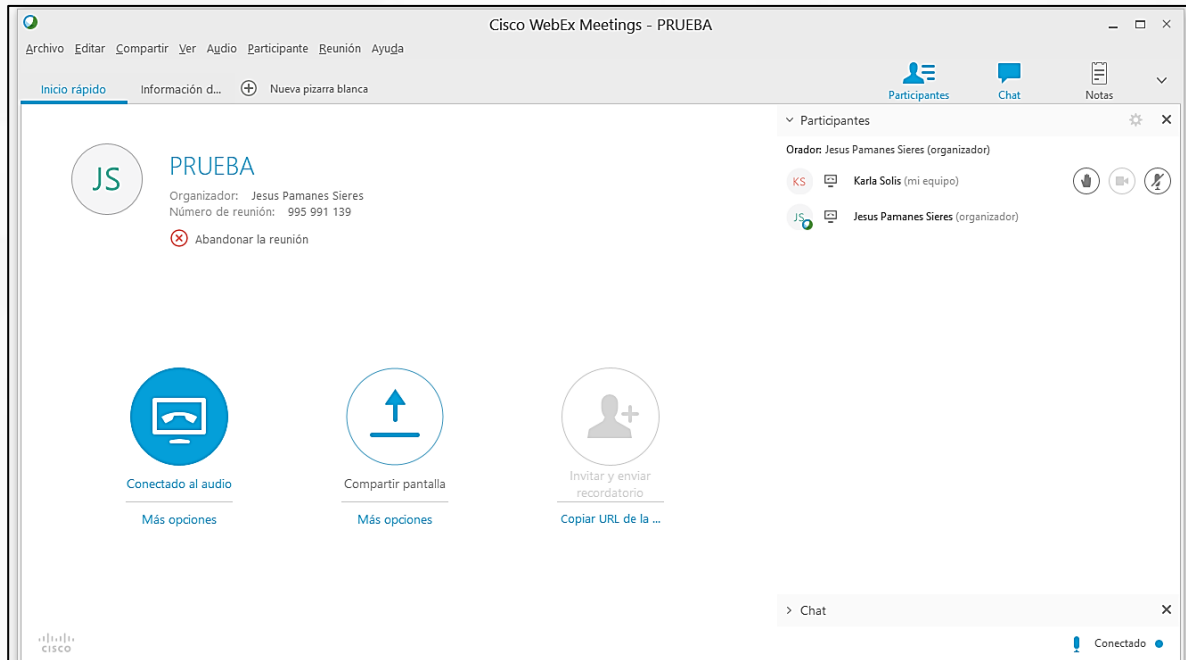 Cisco WebEx Meetings - PRUEBA
Archivo Editar Compartir Ver Audio Participante Reunión Ayuda
Inicio rápido Información d... Nueva pizarra blanca
Participantes Chat Notas
Participantes
Orador: Jesus Pamanes Sieres (organizador)
KS Karla Solis (mi equipo)
JS Jesus Pamanes Sieres (organizador)
JS
PRUEBA
Organizador: Jesus Pamanes Sieres
Número de reunión: 995 991 139
Abandonar la reunión
Conectado al audio
Más opciones
Compartir pantalla
Más opciones
Invitar y enviar
recordatorio
Copiar URL de la ...
Chat
CISCO
Conectado